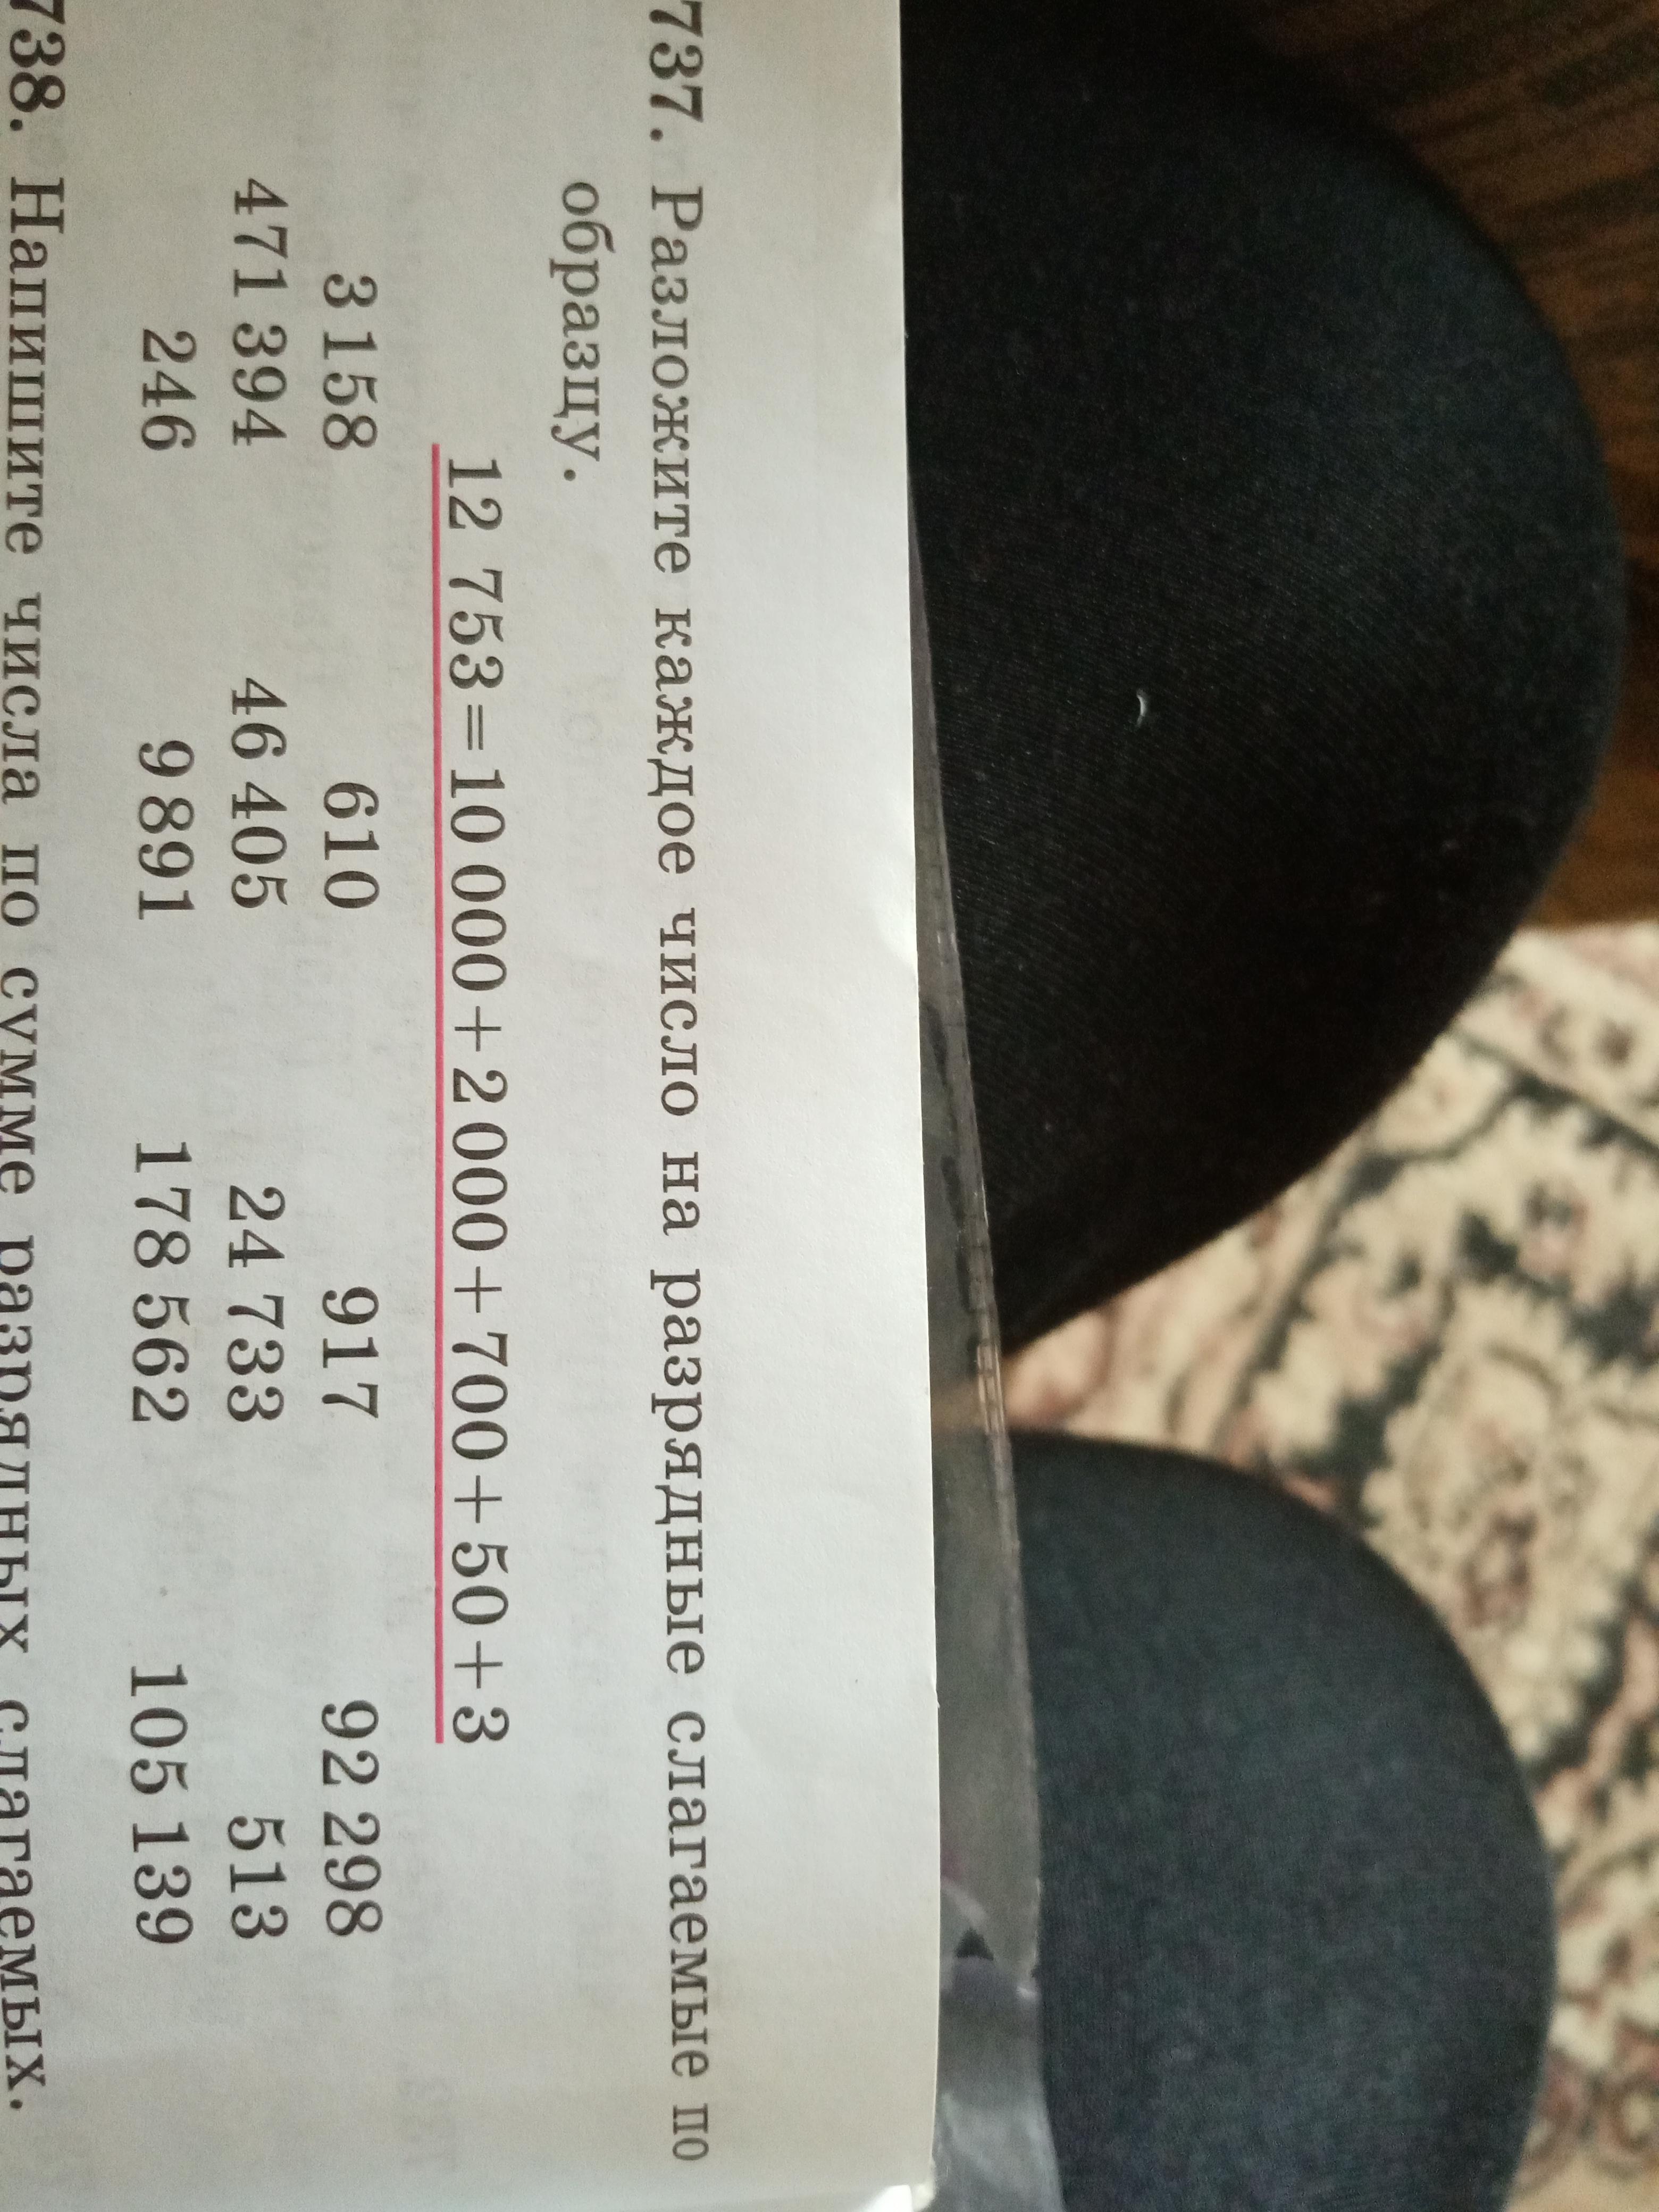 737. Разложите каждое число на разрядные слагаемые по
образцу.
12 753=10 000+2 000+700+50+3
3 158 610 917 92 298
471 394 46 405 24 733 513
246 9 891 178 562 105 139
738. Напишите числа по сумме разрядных слагаемых.